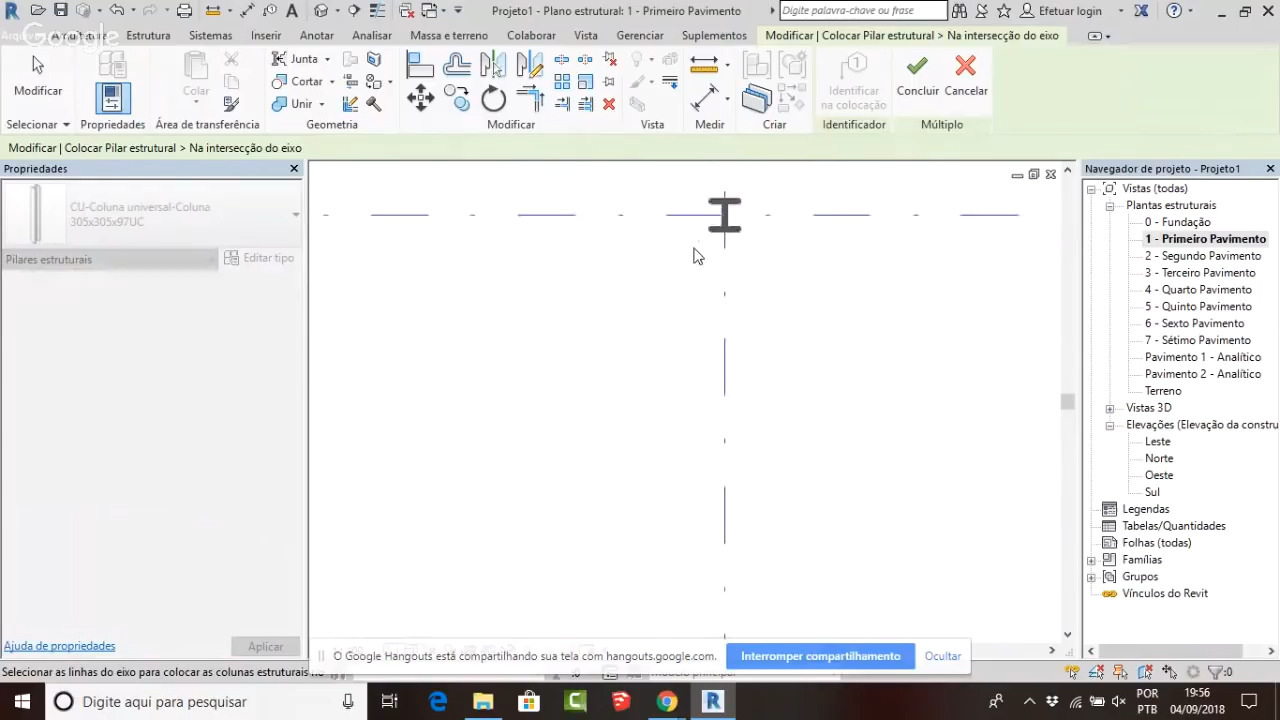 Projeto1 - Plano estrutural: 1 - Primeiro Pavimento
Digite palavra-chave ou frase
Efetuar login
Google
Estrutura
Sistemas
Inserir
Anotar
Analisar
Massa e terreno
Colaborar
Vista
Gerenciar
Suplementos
Modificar | Colocar Pilar estrutural > Na intersecção do eixo
Modificar
Colar
Junta
Cortar
Unir
Identificar
na colocação
Concluir
Cancelar
Selecionar
Propriedades
Área de transferência
Geometria
Modificar
Vista
Medir
Criar
Identificador
Múltiplo
Modificar | Colocar Pilar estrutural > Na intersecção do eixo
Propriedades
CU-Coluna universal-Coluna
305x305x97UC
Pilares estruturais
Editar tipo
Ajuda de propriedades
Aplicar
Navegador de projeto - Projeto1
Vistas (todas)
Plantas estruturais
0 - Fundação
1 - Primeiro Pavimento
2 - Segundo Pavimento
3 - Terceiro Pavimento
4 - Quarto Pavimento
5 - Quinto Pavimento
6 - Sexto Pavimento
7 - Sétimo Pavimento
Pavimento 1 - Analítico
Pavimento 2 - Analítico
Terreno
Vistas 3D
Elevações (Elevação da constru
Leste
Norte
Oeste
Sul
Legendas
Tabelas/Quantidades
Folhas (todas)
Famílias
Grupos
Vínculos do Revit
O Google Hangouts está compartilhando sua tela com hangouts.google.com.
Interromper compartilhamento
Ocultar
Selecionar as linhas do eixo para colocar as colunas estruturais no
:0
Digite aqui para pesquisar
POR
PTB
19:56
04/09/2018